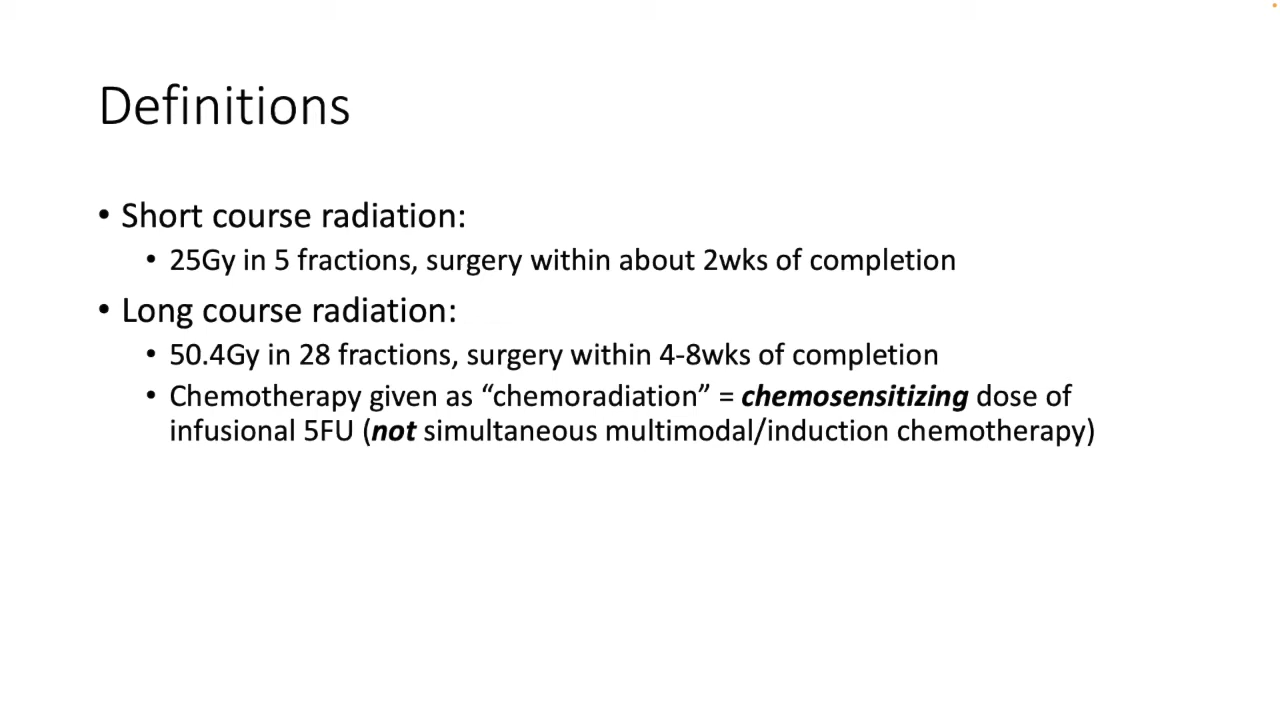 Definitions
• Short course radiation:
• 25Gy in 5 fractions, surgery within about 2wks of completion
• Long course radiation:
• 50.4Gy in 28 fractions, surgery within 4-8wks of completion
• Chemotherapy given as “chemoradiation” = chemosensitizing dose of
infusional 5FU (not simultaneous multimodal/induction chemotherapy)